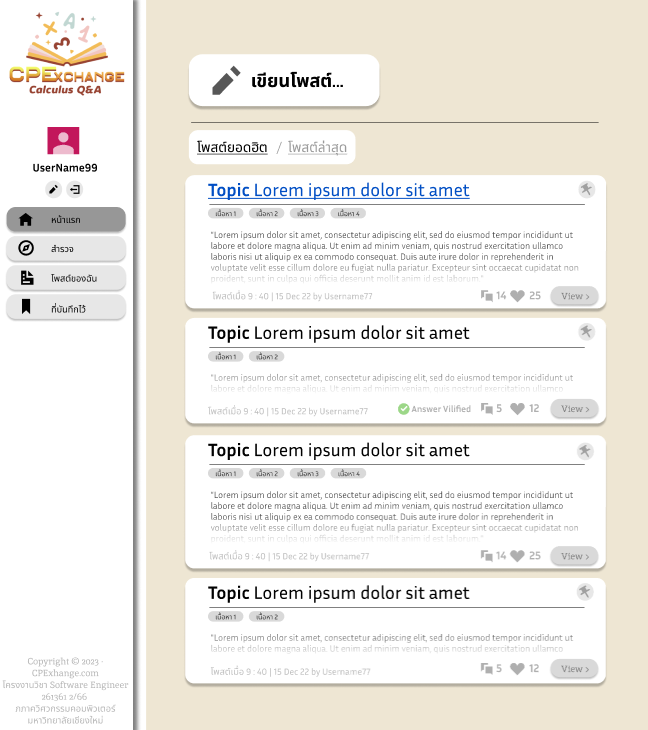 CPEXCHANGE
Calculus Q&A
UserName99
หน้าแรก
สำรวจ
โพสต์ของฉัน
ที่บันทึกไว้
Copyright © 2023 ·
CPExchange.com
โครงงานวิชา Software Engineer
261361 2/66
ภาควิศวกรรมคอมพิวเตอร์
มหาวิทยาลัยเชียงใหม่
เขียนโพสต์...
โพสต์ยอดฮิต / โพสต์ล่าสุด
Topic Lorem ipsum dolor sit amet
เนื้อหา 1 เนื้อหา 2 เนื้อหา 3 เนื้อหา 4
"Lorem ipsum dolor sit amet, consectetur adipiscing elit, sed do eiusmod tempor incididunt ut
labore et dolore magna aliqua. Ut enim ad minim veniam, quis nostrud exercitation ullamco
laboris nisi ut aliquip ex ea commodo consequat. Duis aute irure dolor in reprehenderit in
voluptate velit esse cillum dolore eu fugiat nulla pariatur. Excepteur sint occaecat cupidatat non
proident, sunt in culpa qui officia deserunt mollit anim id est laborum."
โพสต์เมื่อ 9 : 40 | 15 Dec 22 by Username77 14 25 View >
Topic Lorem ipsum dolor sit amet
เนื้อหา 1 เนื้อหา 2
"Lorem ipsum dolor sit amet, consectetur adipiscing elit, sed do eiusmod tempor incididunt ut
labore et dolore magna aliqua. Ut enim ad minim veniam, quis nostrud exercitation ullamco
โพสต์เมื่อ 9 : 40 | 15 Dec 22 by Username77 Answer Vilified 5 12 View >
Topic Lorem ipsum dolor sit amet
เนื้อหา 1 เนื้อหา 2 เนื้อหา 3 เนื้อหา 4
"Lorem ipsum dolor sit amet, consectetur adipiscing elit, sed do eiusmod tempor incididunt ut
labore et dolore magna aliqua. Ut enim ad minim veniam, quis nostrud exercitation ullamco
laboris nisi ut aliquip ex ea commodo consequat. Duis aute irure dolor in reprehenderit in
voluptate velit esse cillum dolore eu fugiat nulla pariatur. Excepteur sint occaecat cupidatat non
proident, sunt in culpa qui officia deserunt mollit anim id est laborum."
โพสต์เมื่อ 9 : 40 | 15 Dec 22 by Username77 14 25 View >
Topic Lorem ipsum dolor sit amet
เนื้อหา 1 เนื้อหา 2
"Lorem ipsum dolor sit amet, consectetur adipiscing elit, sed do eiusmod tempor incididunt ut
labore et dolore magna aliqua. Ut enim ad minim veniam, quis nostrud exercitation ullamco
โพสต์เมื่อ 9 : 40 | 15 Dec 22 by Username77 5 12 View >